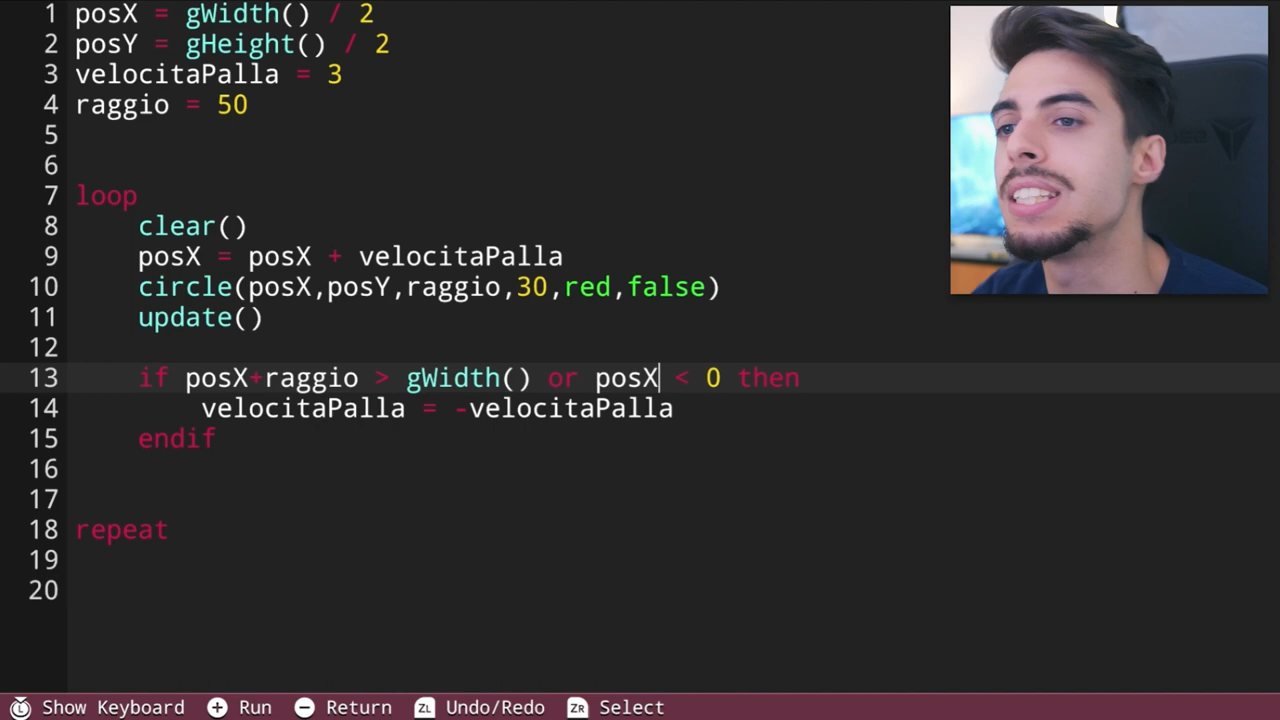 1 posX = gWidth() / 2
2 posY = gHeight() / 2
3 velocitaPalla = 3
4 raggio = 50
5
6
7 loop
8 clear()
9 posX = posX + velocitaPalla
10 circle(posX,posY,raggio,30,red,false)
11 update()
12
13 if posX+raggio > gWidth() or posX < 0 then
14 velocitaPalla = -velocitaPalla
15 endif
16
17
18 repeat
19
20
L Show Keyboard + Run - Return ZL Undo/Redo ZR Select